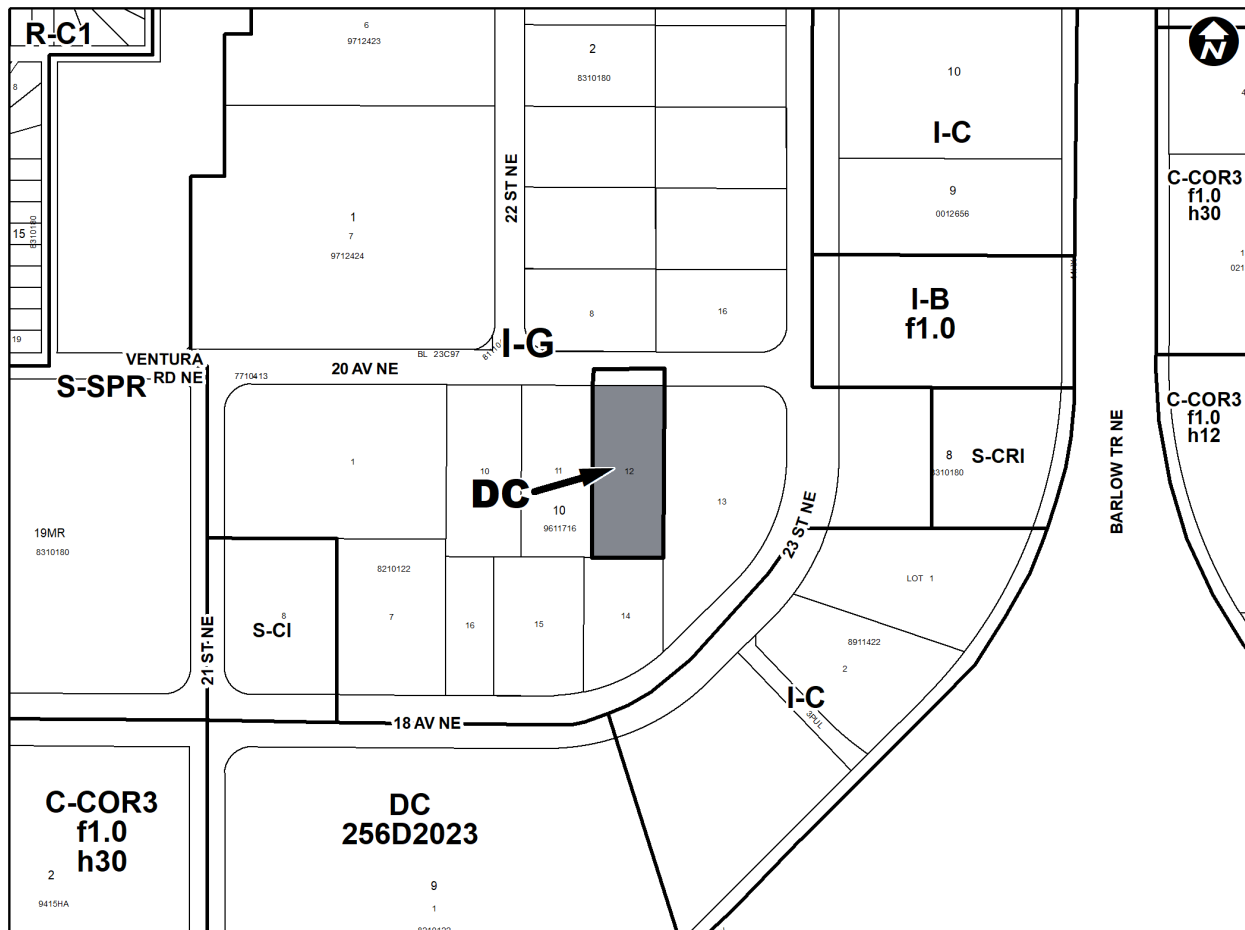 R-C1
6
9712423
2
8310180
10
N
I-C
8
C-COR3
f1.0
h30
22 ST NE
9
0012656
15
8310180
1
7
9712424
I-B
f1.0
8
16
19
I-G
BL 23C97
VENTURA
RD NE
20 AV NE
7710413
S-SPR
C-COR3
f1.0
h12
BARLOW TR NE
8
S-CRI
8310180
1
10
11
12
13
DC
10
9611716
23 ST NE
19MR
8310180
8210122
LOT 1
S-CI
8
7
16
15
14
21 ST NE
8911422
2
I-C
3PUL
18 AV NE
C-COR3
f1.0
h30
DC
256D2023
2
9415HA
9
1